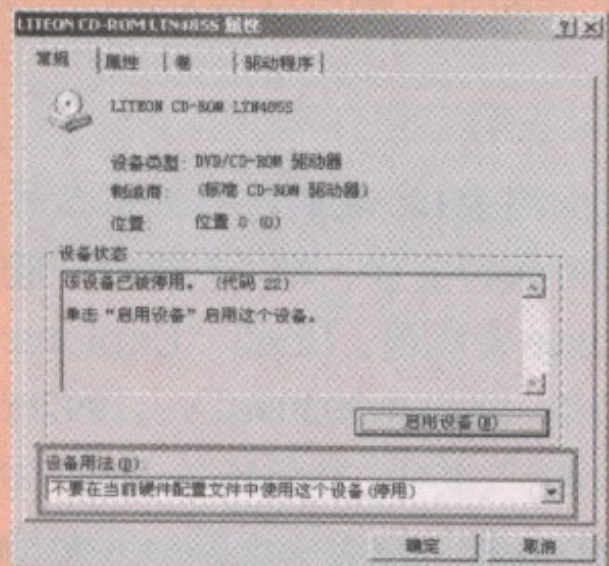 LITEON CD-ROM LTN485S 属性
常规 属性 卷 驱动程序
LITEON CD-ROM LTN485S
设备类型: DVD/CD-ROM 驱动器
制造商: (标准 CD-ROM 驱动器)
位置: 位置 0 (0)
设备状态
该设备已被停用。 (代码 22)
单击“启用设备”启用这个设备。
启用设备
设备用法(D):
不要在当前硬件配置文件中使用这个设备(停用)
确定 取消